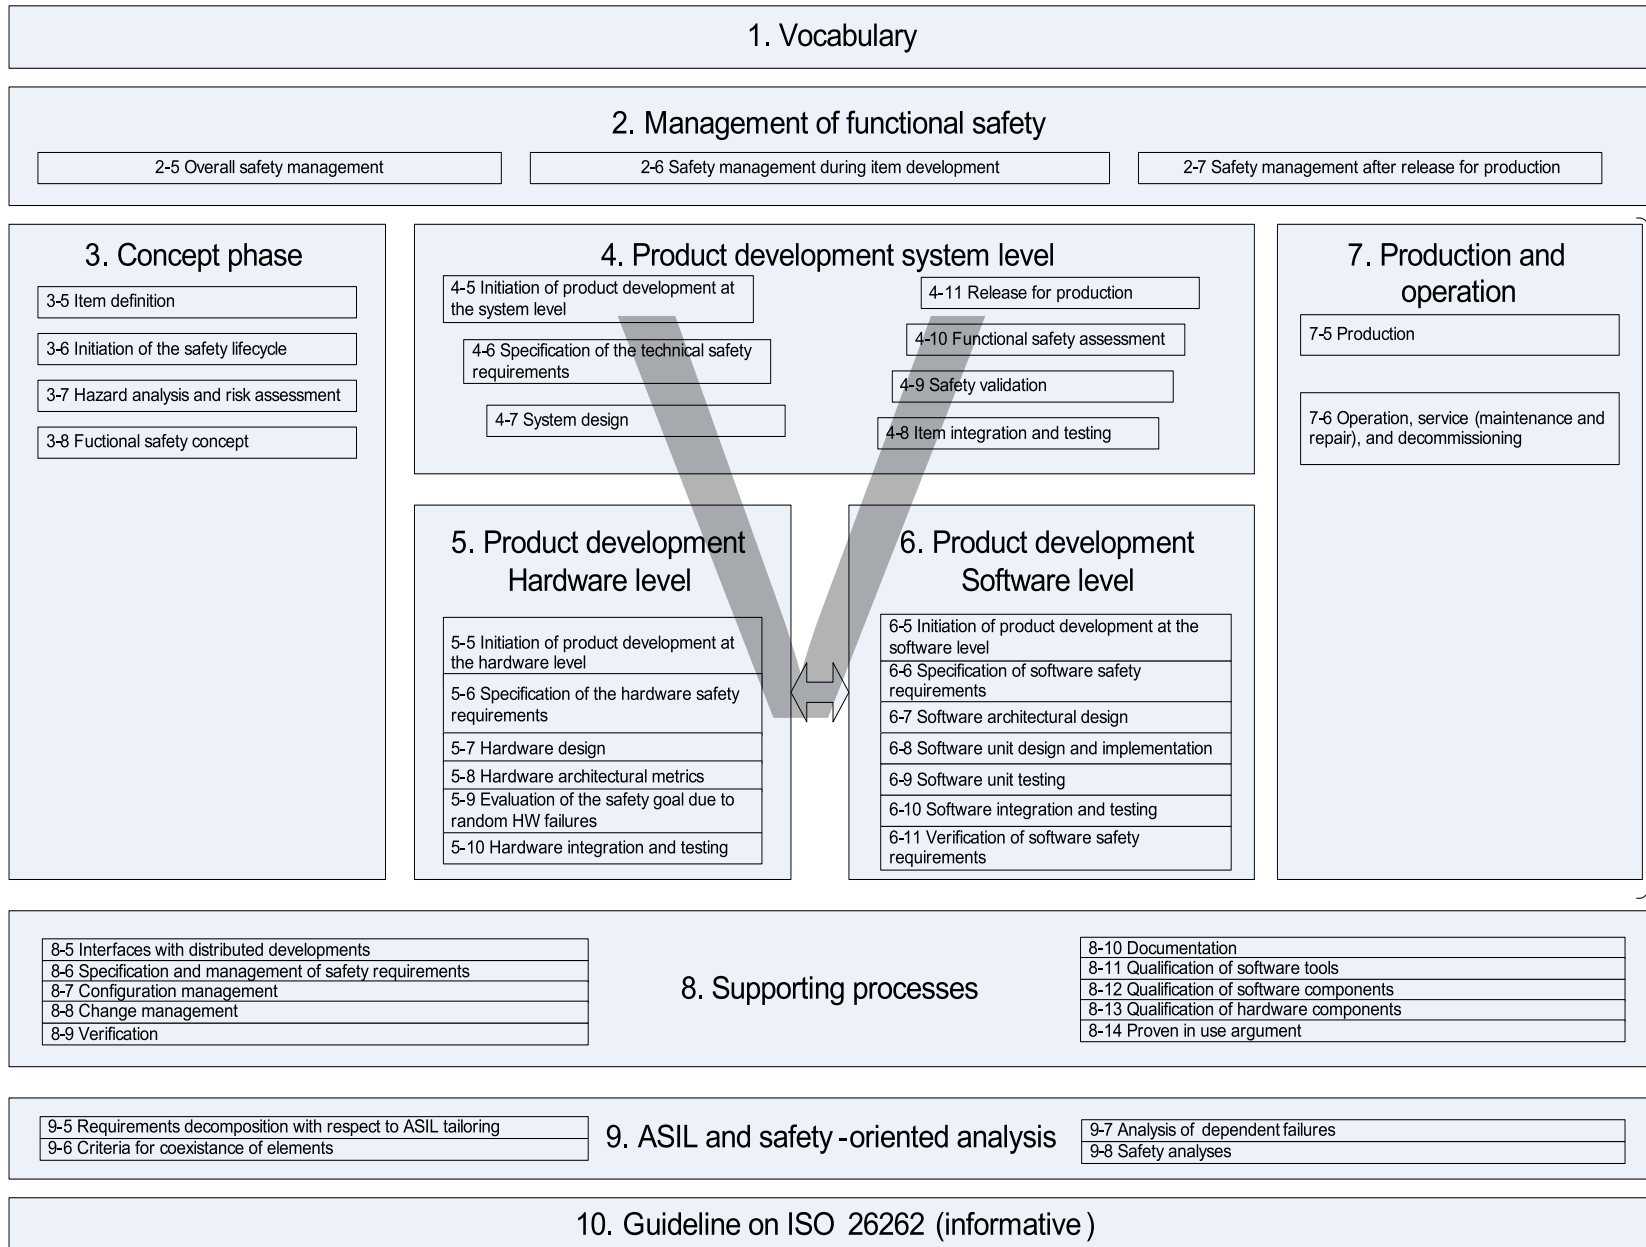 1. Vocabulary
2. Management of functional safety
2-5 Overall safety management
2-6 Safety management during item development
2-7 Safety management after release for production
3. Concept phase
3-5 Item definition
3-6 Initiation of the safety lifecycle
3-7 Hazard analysis and risk assessment
3-8 Fuctional safety concept
4. Product development system level
4-5 Initiation of product development at
the system level
4-6 Specification of the technical safety
requirements
4-7 System design
4-11 Release for production
4-10 Functional safety assessment
4-9 Safety validation
4-8 Item integration and testing
7. Production and
operation
7-5 Production
7-6 Operation, service (maintenance and
repair), and decommissioning
5. Product development
Hardware level
5-5 Initiation of product development at
the hardware level
5-6 Specification of the hardware safety
requirements
5-7 Hardware design
5-8 Hardware architectural metrics
5-9 Evaluation of the safety goal due to
random HW failures
5-10 Hardware integration and testing
6. Product development
Software level
6-5 Initiation of product development at the
software level
6-6 Specification of software safety
requirements
6-7 Software architectural design
6-8 Software unit design and implementation
6-9 Software unit testing
6-10 Software integration and testing
6-11 Verification of software safety
requirements
8-5 Interfaces with distributed developments
8-6 Specification and management of safety requirements
8-7 Configuration management
8-8 Change management
8-9 Verification
8. Supporting processes
8-10 Documentation
8-11 Qualification of software tools
8-12 Qualification of software components
8-13 Qualification of hardware components
8-14 Proven in use argument
9-5 Requirements decomposition with respect to ASIL tailoring
9-6 Criteria for coexistance of elements
9. ASIL and safety-oriented analysis
9-7 Analysis of dependent failures
9-8 Safety analyses
10. Guideline on ISO 26262 (informative)